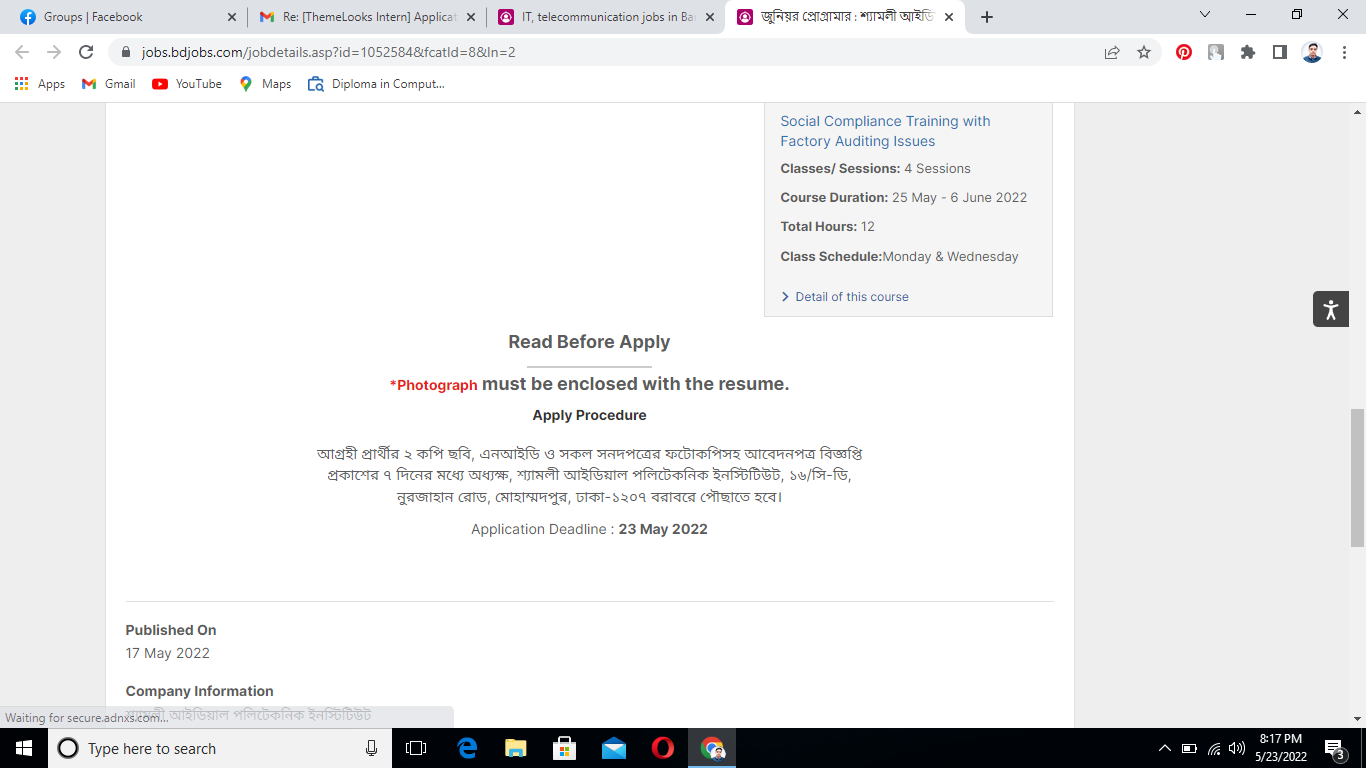 Groups | Facebook
Re: [ThemeLooks Intern] Applicat
IT, telecommunication jobs in Ba
জুনিয়র প্রোগ্রামার : শ্যামলী আইডি
jobs.bdjobs.com/jobdetails.asp?id=1052584&fcatId=8&ln=2
Apps
Gmail
YouTube
Maps
Diploma in Comput...
Social Compliance Training with
Factory Auditing Issues
Classes/ Sessions: 4 Sessions
Course Duration: 25 May - 6 June 2022
Total Hours: 12
Class Schedule:Monday & Wednesday
Detail of this course
Read Before Apply
*Photograph must be enclosed with the resume.
Apply Procedure
আগ্রহী প্রার্থীর ২ কপি ছবি, এনআইডি ও সকল সনদপত্রের ফটোকপিসহ আবেদনপত্র বিজ্ঞপ্তি
প্রকাশের ৭ দিনের মধ্যে অধ্যক্ষ, শ্যামলী আইডিয়াল পলিটেকনিক ইনস্টিটিউট, ১৬/সি-ডি,
নুরজাহান রোড, মোহাম্মদপুর, ঢাকা-১২০৭ বরাবরে পৌছাতে হবে।
Application Deadline : 23 May 2022
Published On
17 May 2022
Company Information
শ্যামলী আইডিয়াল পলিটেকনিক ইনস্টিটিউট
Waiting for secure.adnxs.com...
Type here to search
8:17 PM
5/23/2022
3